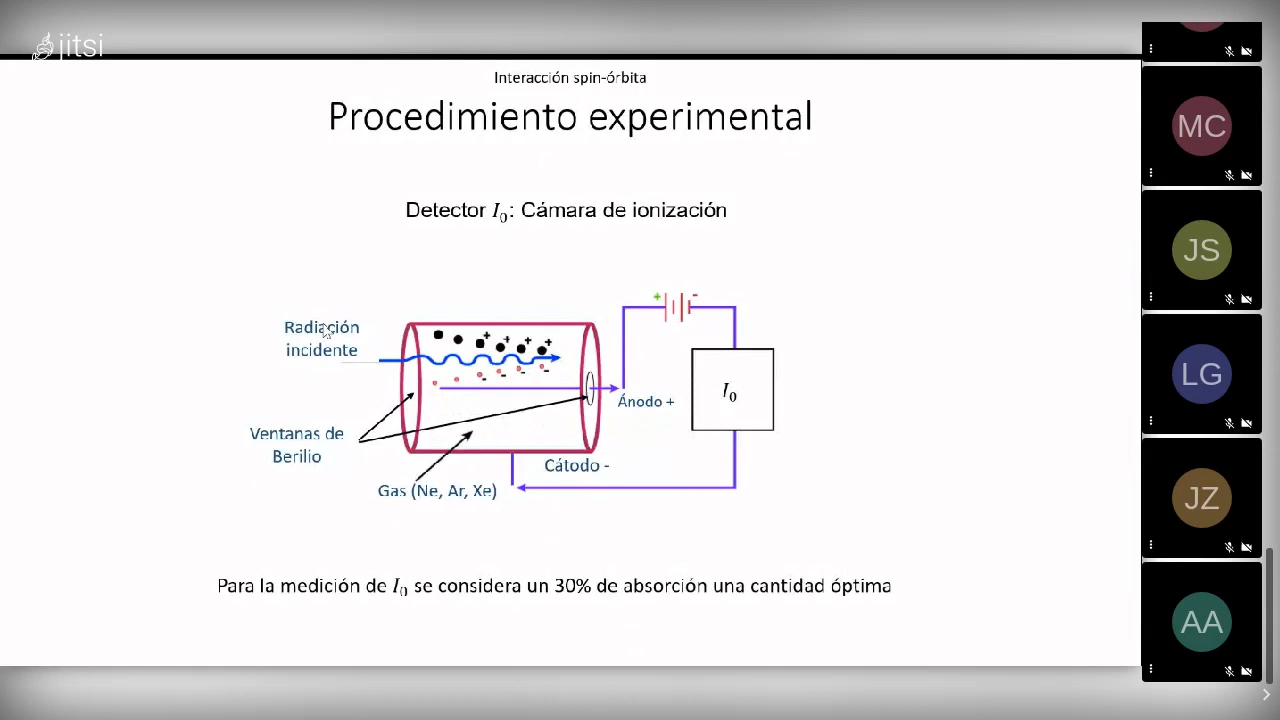 jitsi
Interacción spin-órbita
Procedimiento experimental
Detector I₀: Cámara de ionización
Radiación
incidente
+ -
+
+
+
+
-
-
-
-
Ánodo +
I₀
Ventanas de
Berilio
Cátodo -
Gas (Ne, Ar, Xe)
Para la medición de I₀ se considera un 30% de absorción una cantidad óptima
MC
JS
LG
JZ
AA